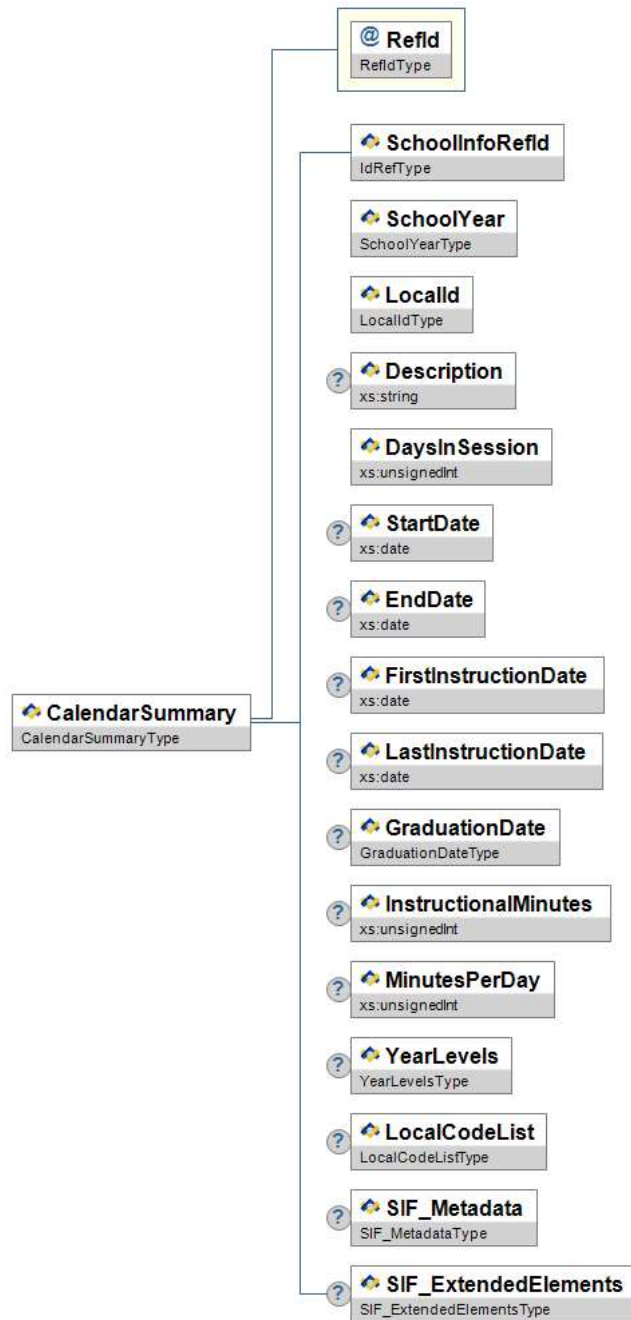 @ RefId
RefIdType
SchoolInfoRefId
IdRefType
SchoolYear
SchoolYearType
LocalId
LocalIdType
? Description
xs:string
DaysInSession
xs:unsignedInt
? StartDate
xs:date
? EndDate
xs:date
? FirstInstructionDate
xs:date
CalendarSummary
CalendarSummaryType
? LastInstructionDate
xs:date
? GraduationDate
GraduationDateType
? InstructionalMinutes
xs:unsignedInt
? MinutesPerDay
xs:unsignedInt
? YearLevels
YearLevelsType
? LocalCodeList
LocalCodeListType
? SIF_Metadata
SIF_MetadataType
? SIF_ExtendedElements
SIF_ExtendedElementsType